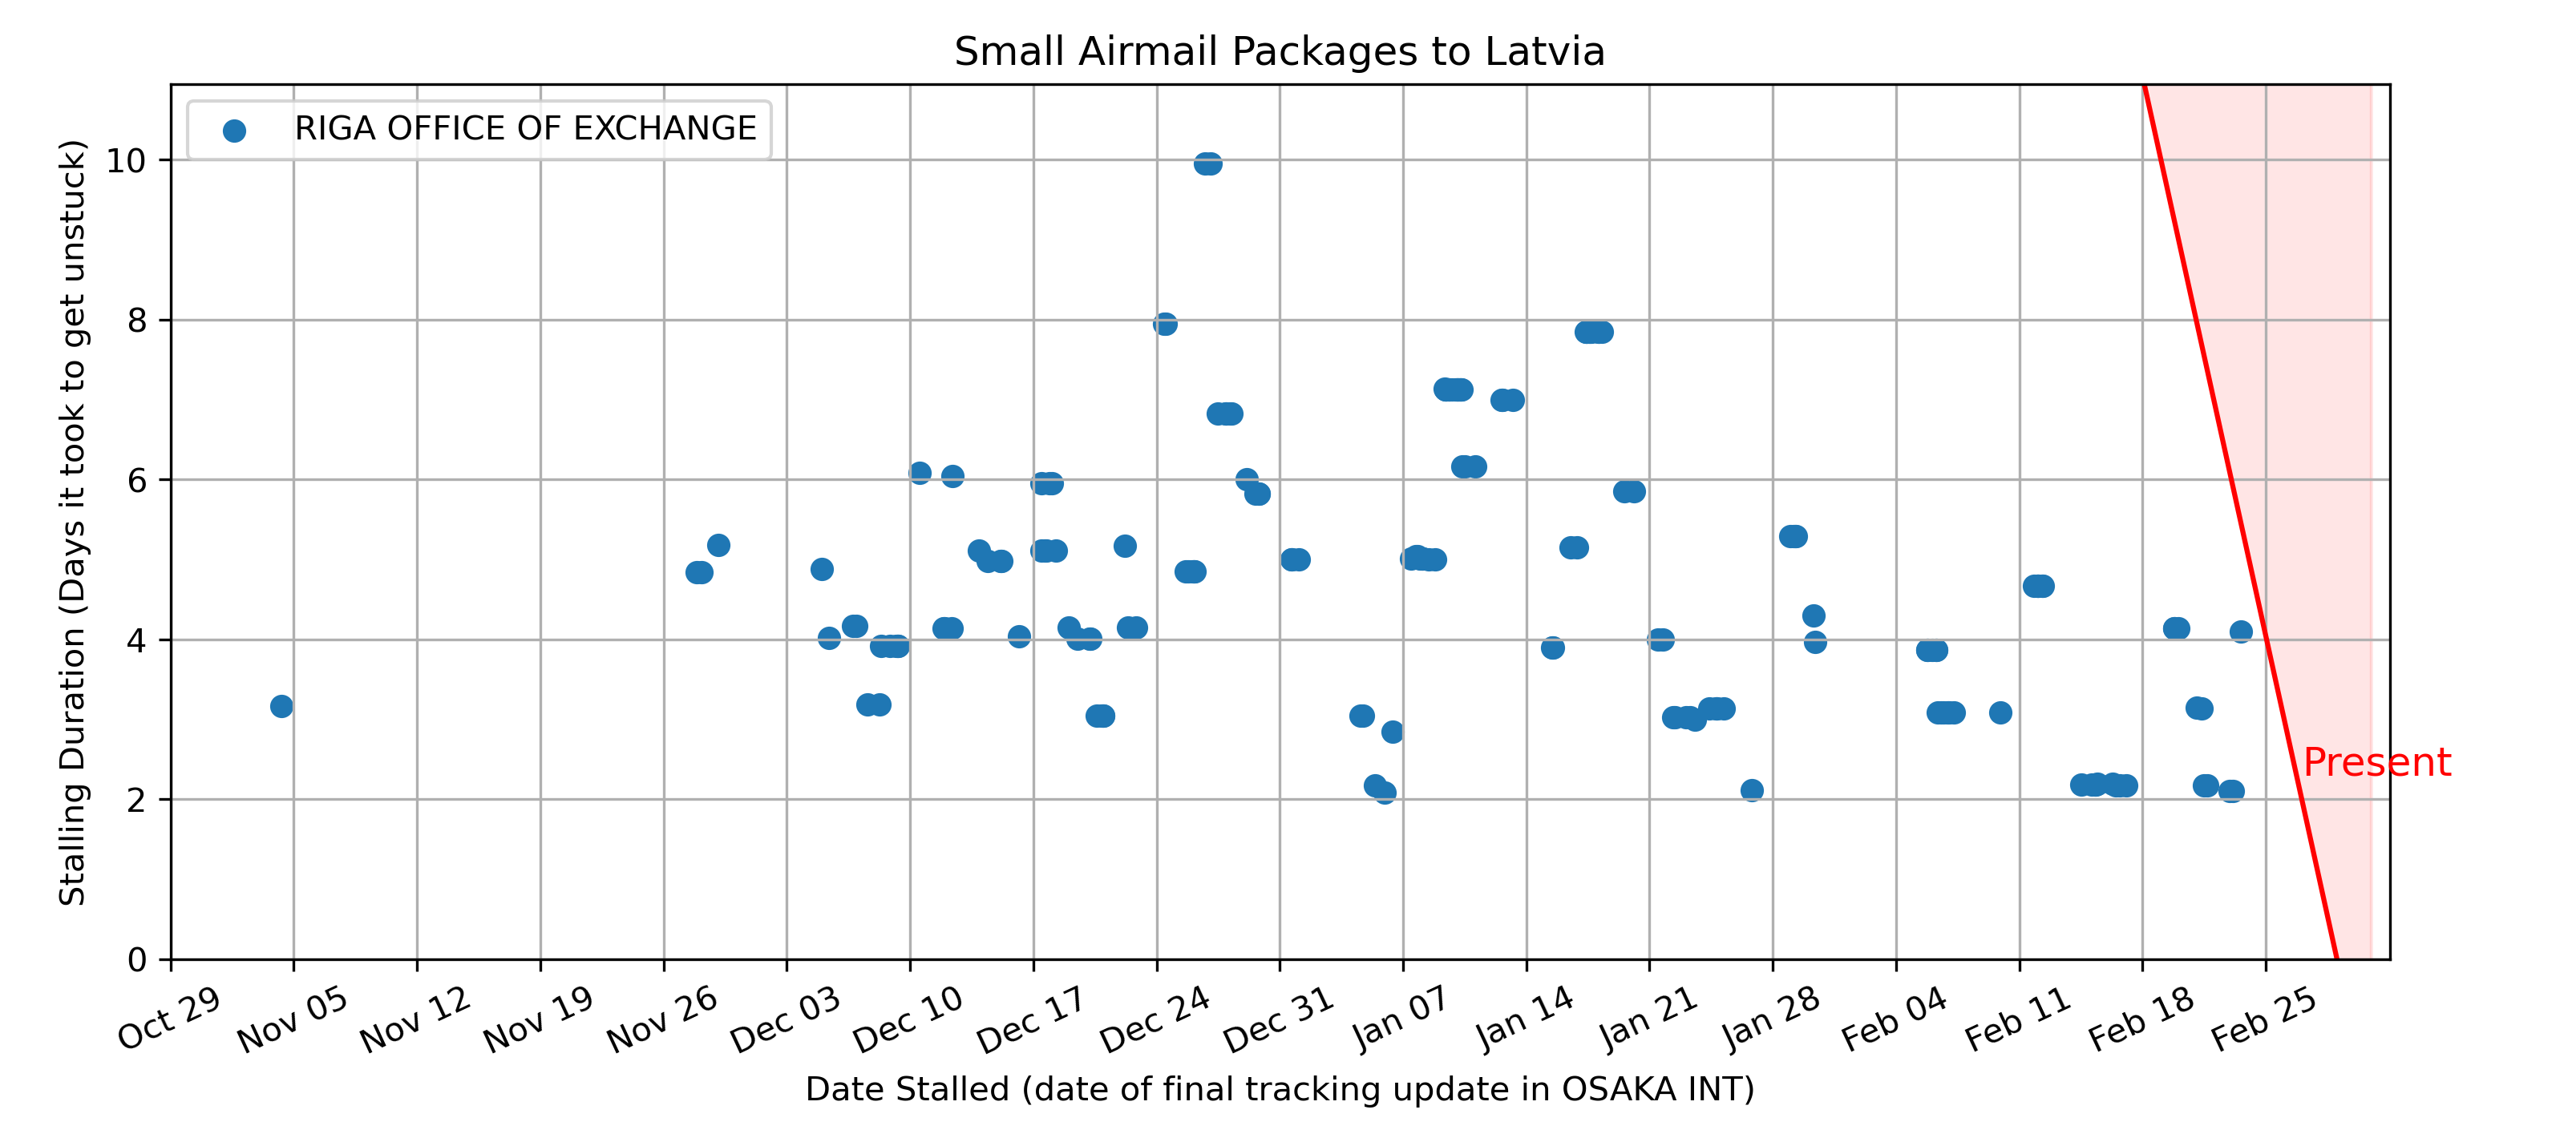 Small Airmail Packages to Latvia
RIGA OFFICE OF EXCHANGE
Stalling Duration (Days it took to get unstuck)
10
8
6
4
2
0
Present
Oct 29
Nov 05
Nov 12
Nov 19
Nov 26
Dec 03
Dec 10
Dec 17
Dec 24
Dec 31
Jan 07
Jan 14
Jan 21
Jan 28
Feb 04
Feb 11
Feb 18
Feb 25
Date Stalled (date of final tracking update in OSAKA INT)